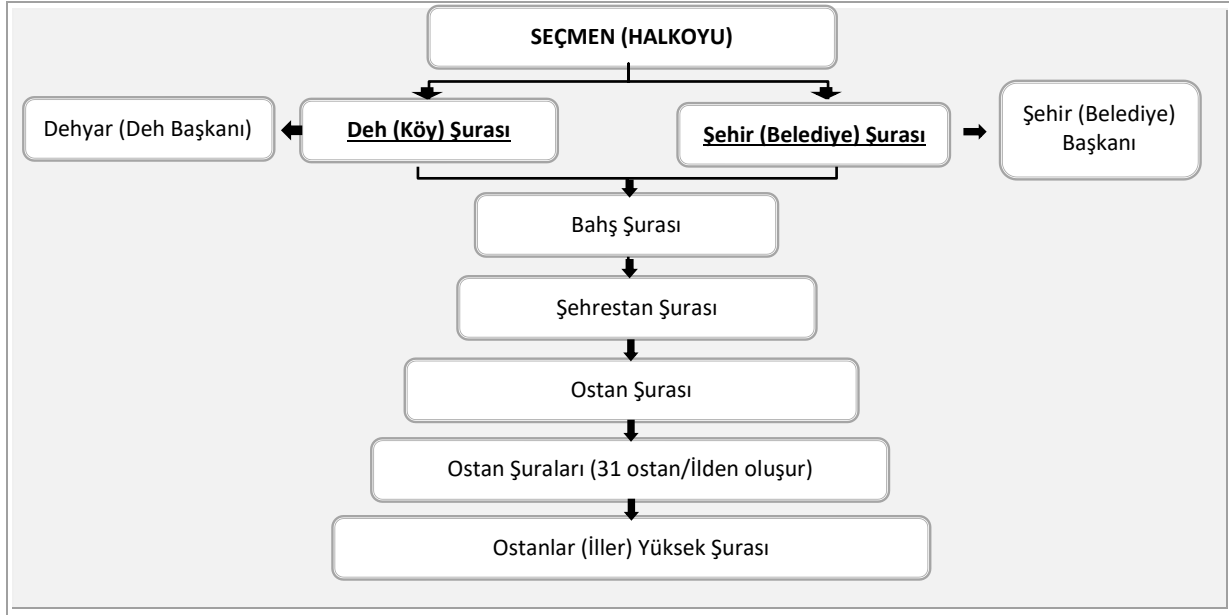 SEÇMEN (HALKOYU)
Dehyar (Deh Başkanı)
Deh (Köy) Şurası
Şehir (Belediye) Şurası
Şehir (Belediye)
Başkanı
Bahş Şurası
Şehrestan Şurası
Ostan Şurası
Ostan Şuraları (31 ostan/İlden oluşur)
Ostanlar (İller) Yüksek Şurası